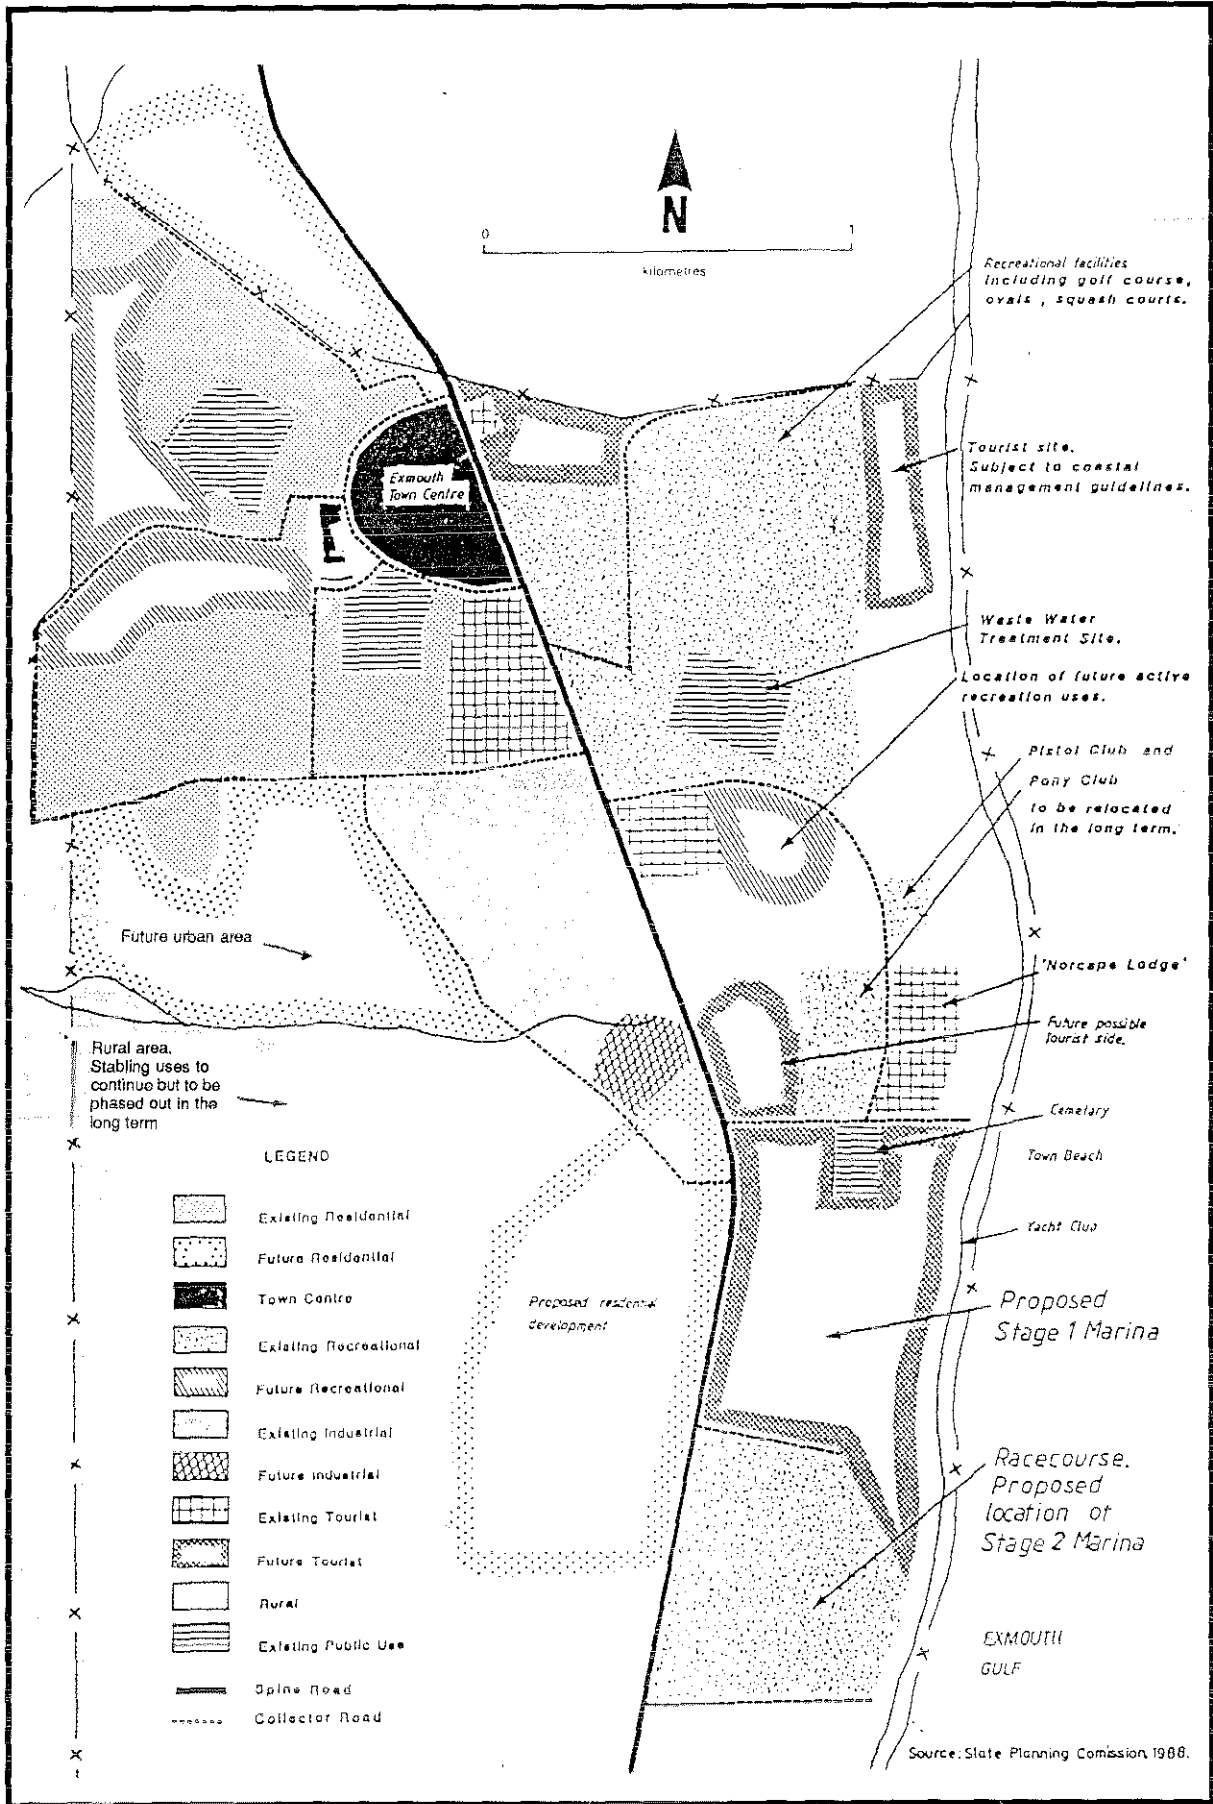 N
0
1
kilometres
Recreational facilities
including golf course,
ovals, squash courts.
Exmouth
Town Centre
Tourist site.
Subject to coastal
management guidelines.
Waste Water
Treatment Site.
Location of future active
recreation uses.
Pistol Club and
Pony Club
to be relocated
in the long term.
Future urban area
'Norcape Lodge'
Future possible
Tourist side.
Rural area.
Stabling uses to
continue but to be
phased out in the
long term
Cemetary
Town Beach
Yacht Club
LEGEND
Existing Residential
Future Residential
Town Centre
Existing Recreational
Future Recreational
Existing Industrial
Future Industrial
Existing Tourist
Future Tourist
Rural
Existing Public Use
Spine Road
Collector Road
Proposed residential
development
Proposed
Stage 1 Marina
Racecourse.
Proposed
location of
Stage 2 Marina
EXMOUTH
GULF
Source: State Planning Comission, 1988.